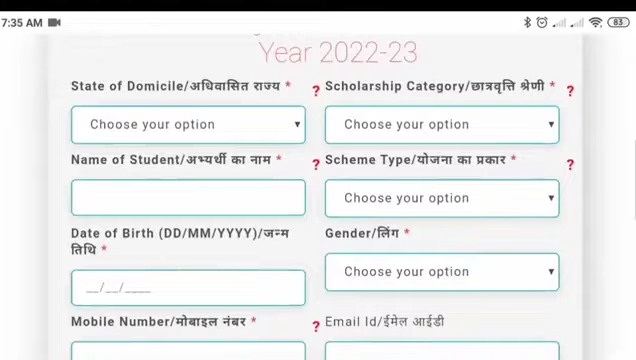 7:35 AM
83
Year 2022-23
State of Domicile/अधिवासित राज्य * ?
Scholarship Category/छात्रवृत्ति श्रेणी * ?
Choose your option
Choose your option
Name of Student/अभ्यर्थी का नाम * ?
Scheme Type/योजना का प्रकार * ?
Choose your option
Date of Birth (DD/MM/YYYY)/जन्म
तिथि *
Gender/लिंग *
__/__/____
Choose your option
Mobile Number/मोबाइल नंबर * ?
Email Id/ईमेल आईडी